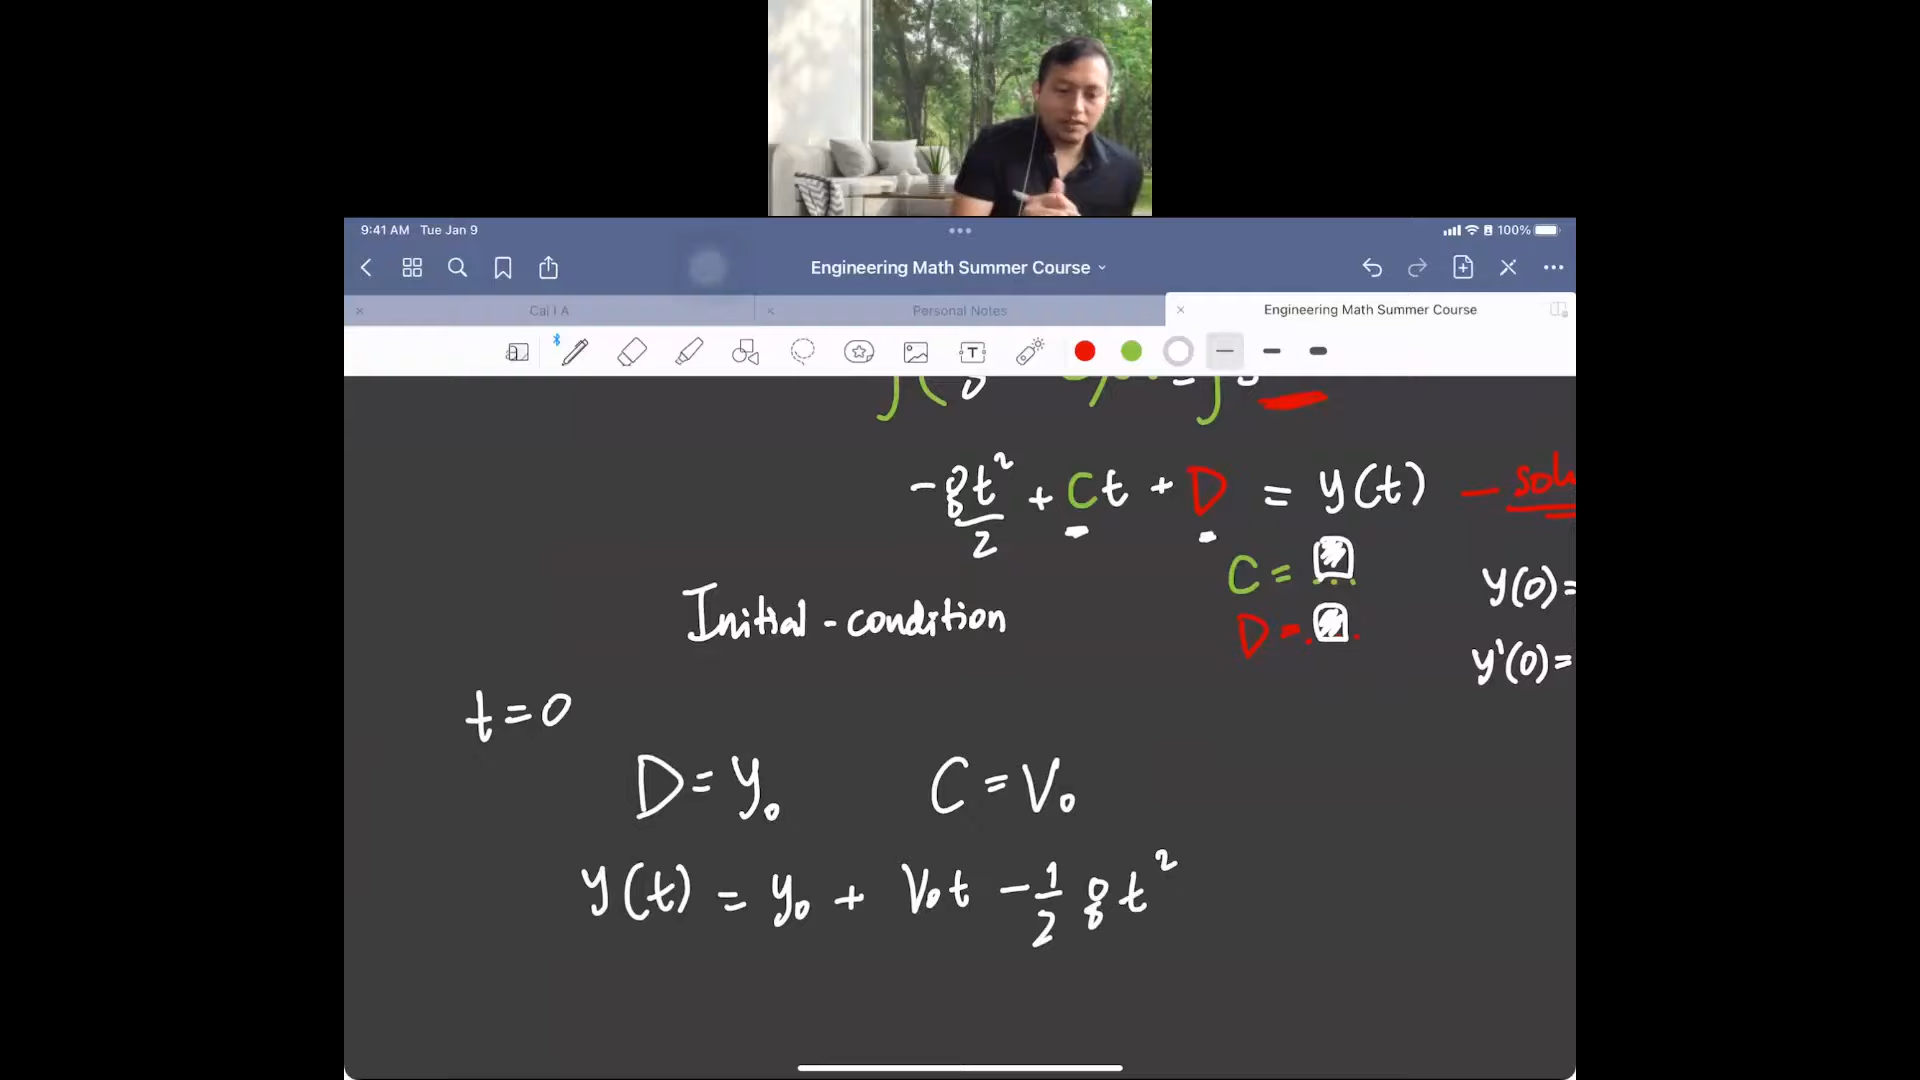 9:41 AM Tue Jan 9
100%
Engineering Math Summer Course
Cal I A
Personal Notes
Engineering Math Summer Course
T
-gt²/2 + Ct + D = y(t) -
C =
y(0)=
D =
y'(0)=
Initial - condition
t=0
D = y₀ C = V₀
y(t) = y₀ + V₀t - 1/2 gt²